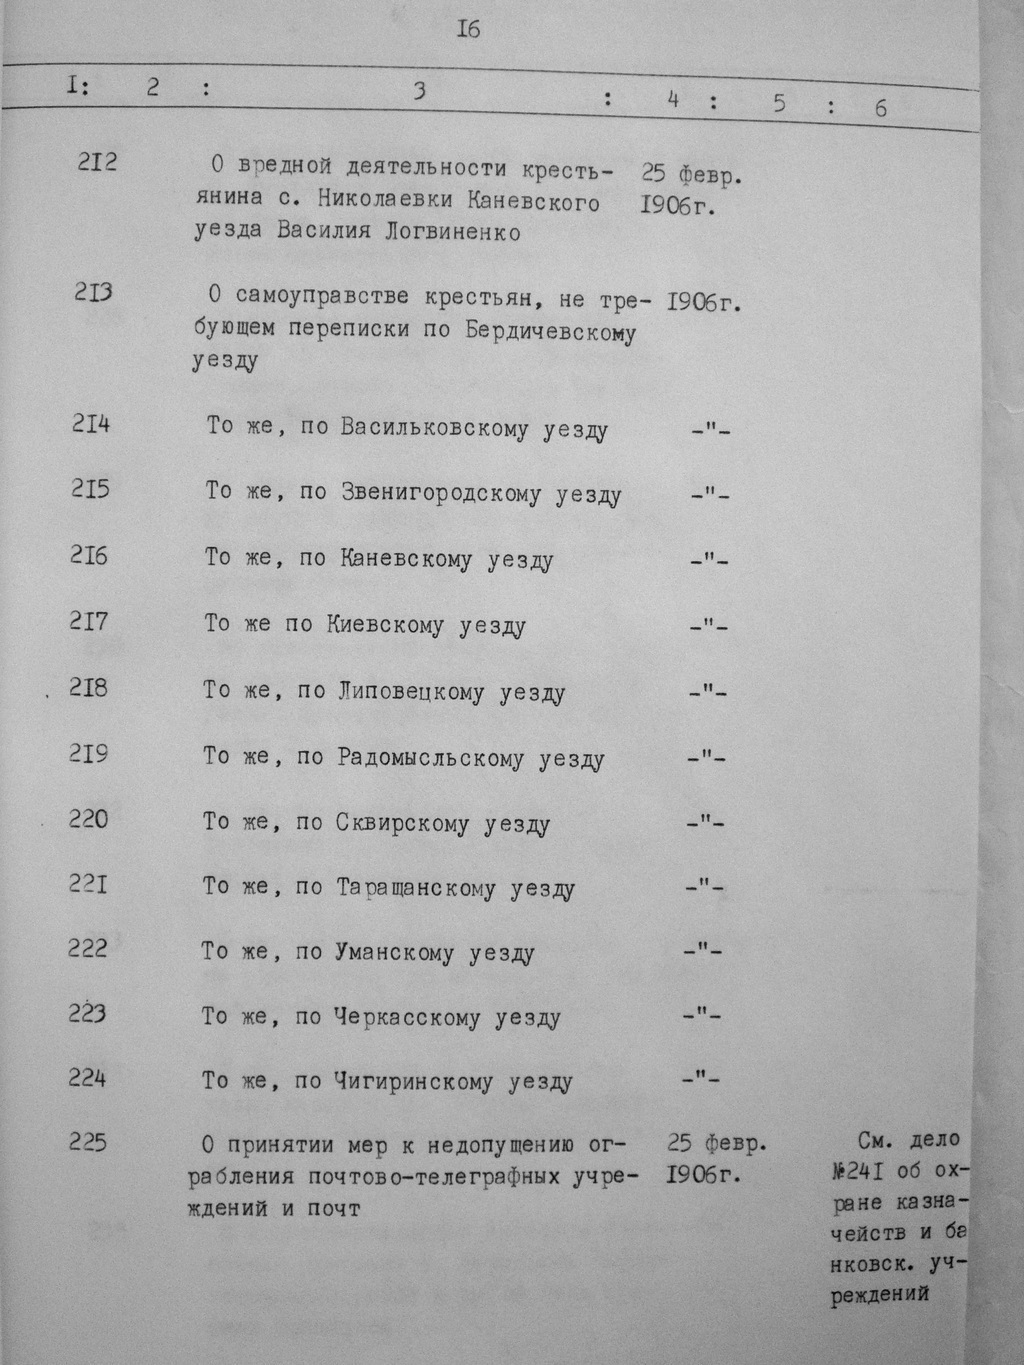 I6
I: 2 : 3 : 4 : 5 : 6
2I2 О вредной деятельности кресть- 25 февр.
янина с. Николаевки Каневского I906г.
уезда Василия Логвиненко
2I3 О самоуправстве крестьян, не тре- I906г.
бующем переписки по Бердичевскому
уезду
2I4 То же, по Васильковскому уезду -"-
2I5 То же, по Звенигородскому уезду -"-
2I6 То же, по Каневскому уезду -"-
2I7 То же по Киевскому уезду -"-
2I8 То же, по Липовецкому уезду -"-
2I9 То же, по Радомысльскому уезду -"-
220 То же, по Сквирскому уезду -"-
22I То же, по Таращанскому уезду -"-
222 То же, по Уманскому уезду -"-
223 То же, по Черкасскому уезду -"-
224 То же, по Чигиринскому уезду -"-
225 О принятии мер к недопущению ог- 25 февр. См. дело
рабления почтово-телеграфных учре- I906г. №24I об ох-
ждений и почт ране казна-
чейств и ба
нковск. уч-
реждений